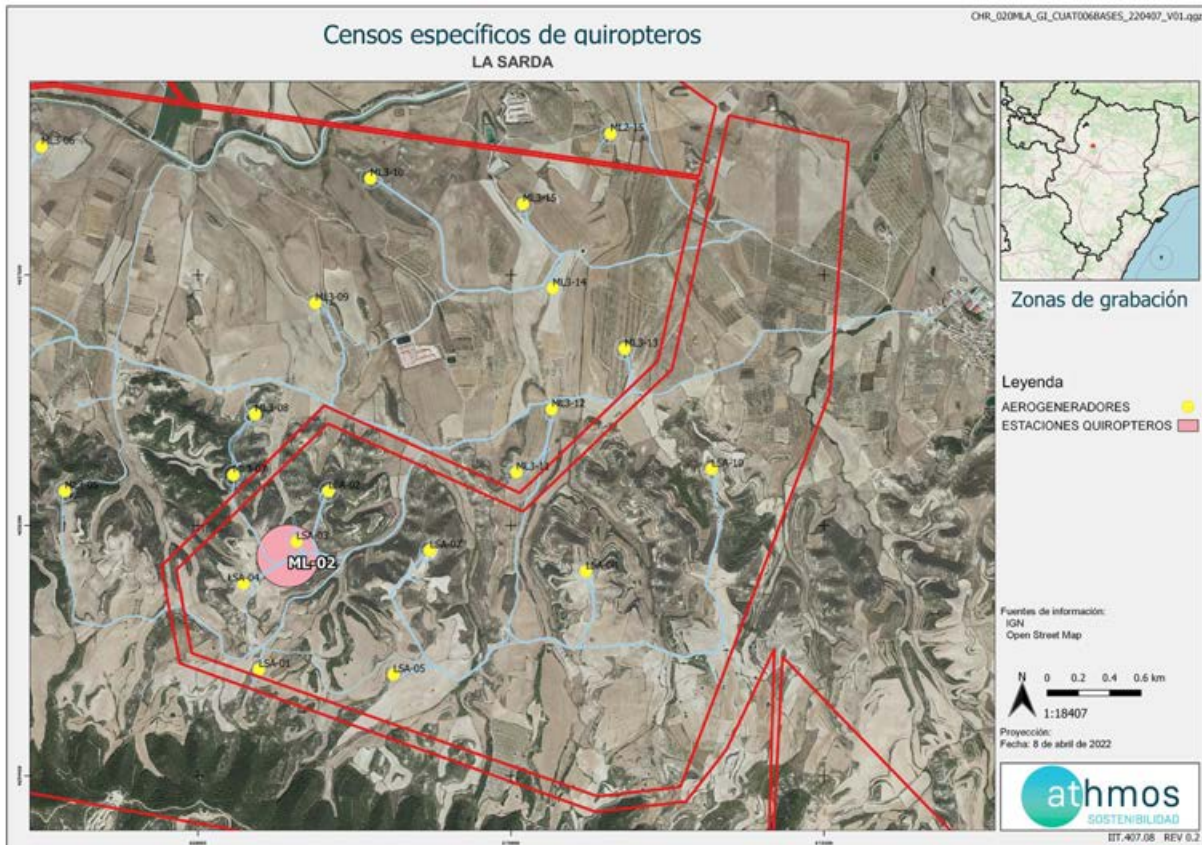 CHR_020MLA_GI_CUAT006BASES_220407_V01.qgz
Censos específicos de quiropteros
LA SARDA
ML3-06
ML2-15
ML3-10
ML3-15
ML3-14
ML3-09
ML3-13
ML3-12
ML3-08
ML3-11
LSA-10
LSA-02
LSA-03
ML-02
LSA-04
LSA-01
LSA-05
Zonas de grabación
Leyenda
AEROGENERADORES
ESTACIONES QUIROPTEROS
Fuentes de información:
IGN
Open Street Map
N
0 0.2 0.4 0.6 km
1:18407
Proyección:
Fecha: 8 de abril de 2022
athmos
SOSTENIBILIDAD
IIT.407.08 REV 0.2